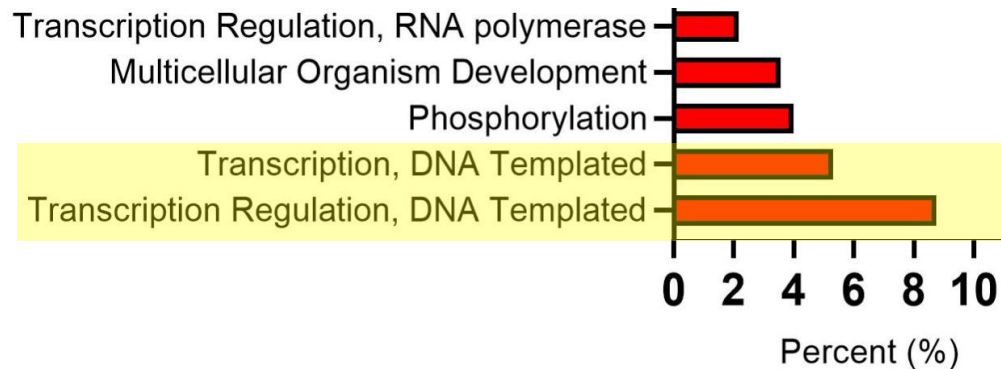 Transcription Regulation, RNA polymerase
Multicellular Organism Development
Phosphorylation
Transcription, DNA Templated
Transcription Regulation, DNA Templated
0 2 4 6 8 10
Percent (%)